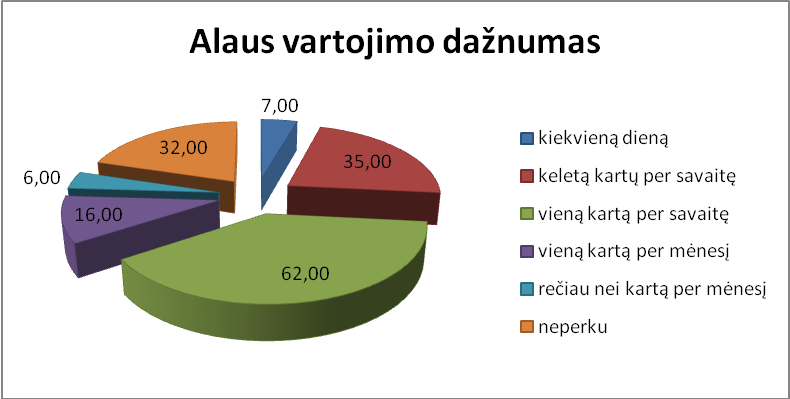 Alaus vartojimo dažnumas
7,00
35,00
62,00
16,00
6,00
32,00
kiekvieną dieną
keletą kartų per savaitę
vieną kartą per savaitę
vieną kartą per mėnesį
rečiau nei kartą per mėnesį
neperku